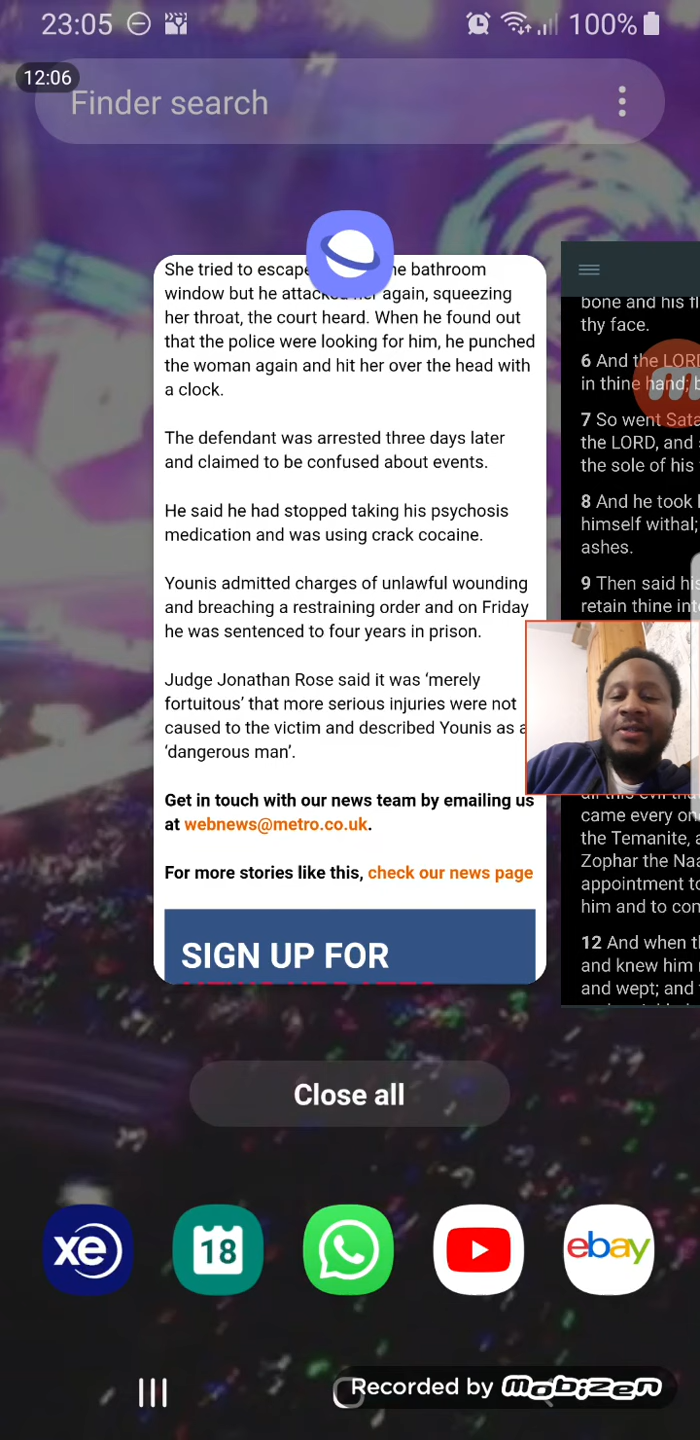 23:05
100%
12:06
Finder search
She tried to escape
he bathroom
window but he attacked her again, squeezing
her throat, the court heard. When he found out
that the police were looking for him, he punched
the woman again and hit her over the head with
a clock.
The defendant was arrested three days later
and claimed to be confused about events.
He said he had stopped taking his psychosis
medication and was using crack cocaine.
Younis admitted charges of unlawful wounding
and breaching a restraining order and on Friday
he was sentenced to four years in prison.
Judge Jonathan Rose said it was ‘merely
fortuitous’ that more serious injuries were not
caused to the victim and described Younis as a
‘dangerous man’.
Get in touch with our news team by emailing us
at webnews@metro.co.uk.
For more stories like this, check our news page
SIGN UP FOR
bone and his fl
thy face.
6 And the LORD
in thine hand; b
7 So went Sata
the LORD, and s
the sole of his
8 And he took
himself withal;
ashes.
9 Then said his
retain thine int
all this evil tha
came every on
the Temanite, a
Zophar the Naa
appointment to
him and to con
12 And when th
and knew him
and wept; and
Close all
xe
18
ebay
Recorded by mobizen